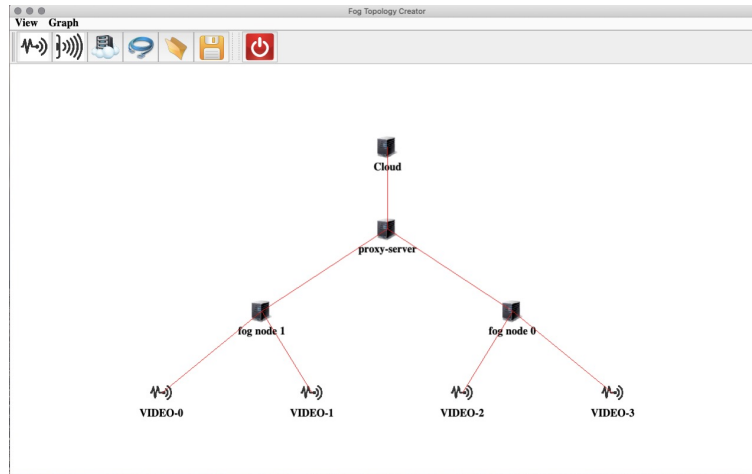 Fog Topology Creator
View Graph
Cloud
proxy-server
fog node 1
fog node 0
VIDEO-0
VIDEO-1
VIDEO-2
VIDEO-3